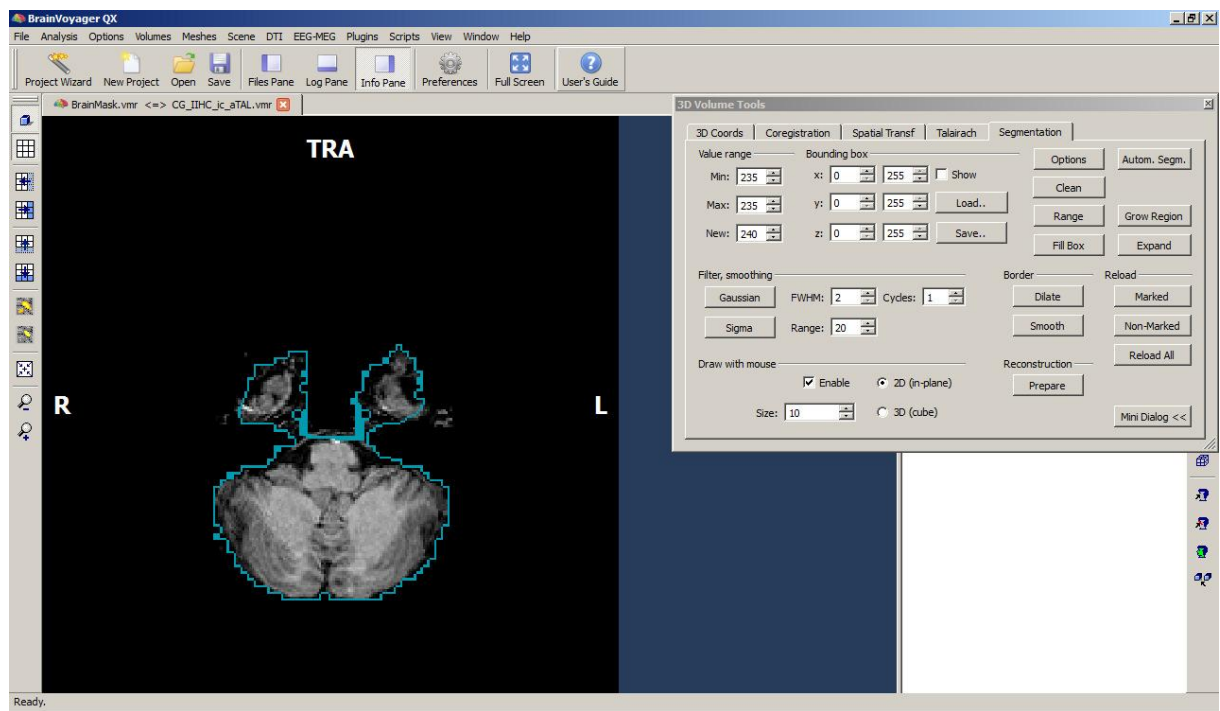 BrainVoyager QX
File Analysis Options Volumes Meshes Scene DTI EEG-MEG Plugins Scripts View Window Help
Project Wizard New Project Open Save Files Pane Log Pane Info Pane Preferences Full Screen User's Guide
BrainMask.vmr <=> CG_IIHC_ic_aTAL.vmr
TRA
R
L
3D Volume Tools
3D Coords Coregistration Spatial Transf Talairach Segmentation
Value range Bounding box
Options Autom. Segm.
Min: 235 x: 0 255 Show
Clean
Max: 235 y: 0 255 Load..
Range Grow Region
New: 240 z: 0 255 Save..
Fill Box Expand
Filter, smoothing Border Reload
Gaussian FWHM: 2 Cycles: 1 Dilate Marked
Sigma Range: 20 Smooth Non-Marked
Reload All
Draw with mouse Reconstruction
Enable 2D (in-plane) Prepare
Size: 10 3D (cube) Mini Dialog <<
Ready.